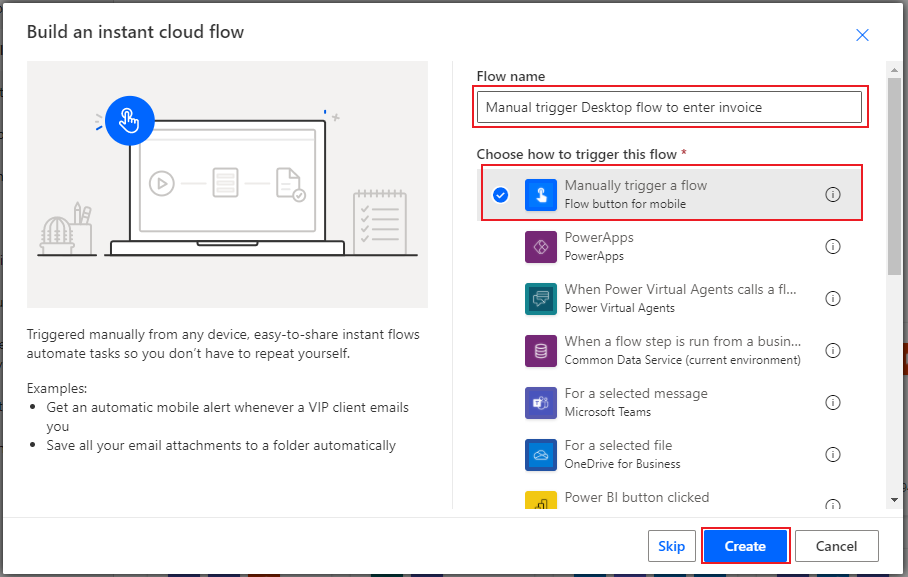 Build an instant cloud flow
Triggered manually from any device, easy-to-share instant flows
automate tasks so you don’t have to repeat yourself.
Examples:
• Get an automatic mobile alert whenever a VIP client emails
you
• Save all your email attachments to a folder automatically
Flow name
Manual trigger Desktop flow to enter invoice
Choose how to trigger this flow *
Manually trigger a flow
Flow button for mobile
PowerApps
PowerApps
When Power Virtual Agents calls a fl...
Power Virtual Agents
When a flow step is run from a busin...
Common Data Service (current environment)
For a selected message
Microsoft Teams
For a selected file
OneDrive for Business
Power BI button clicked
Skip
Create
Cancel